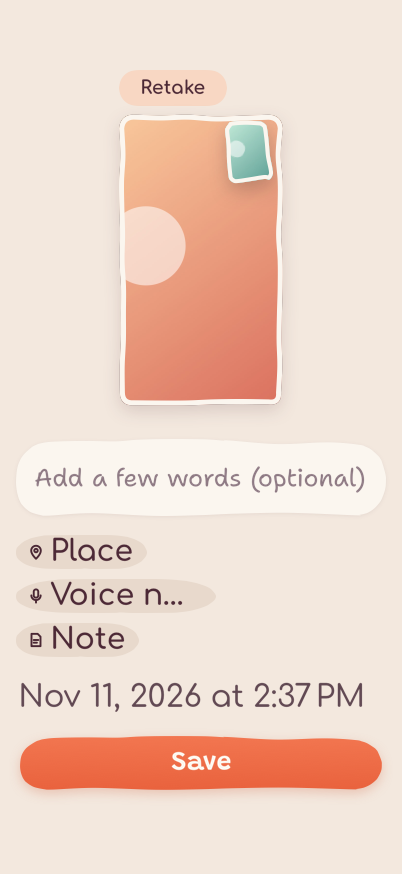 Retake
Add a few words (optional)
Place
Voice n...
Note
Nov 11, 2026 at 2:37 PM
Save